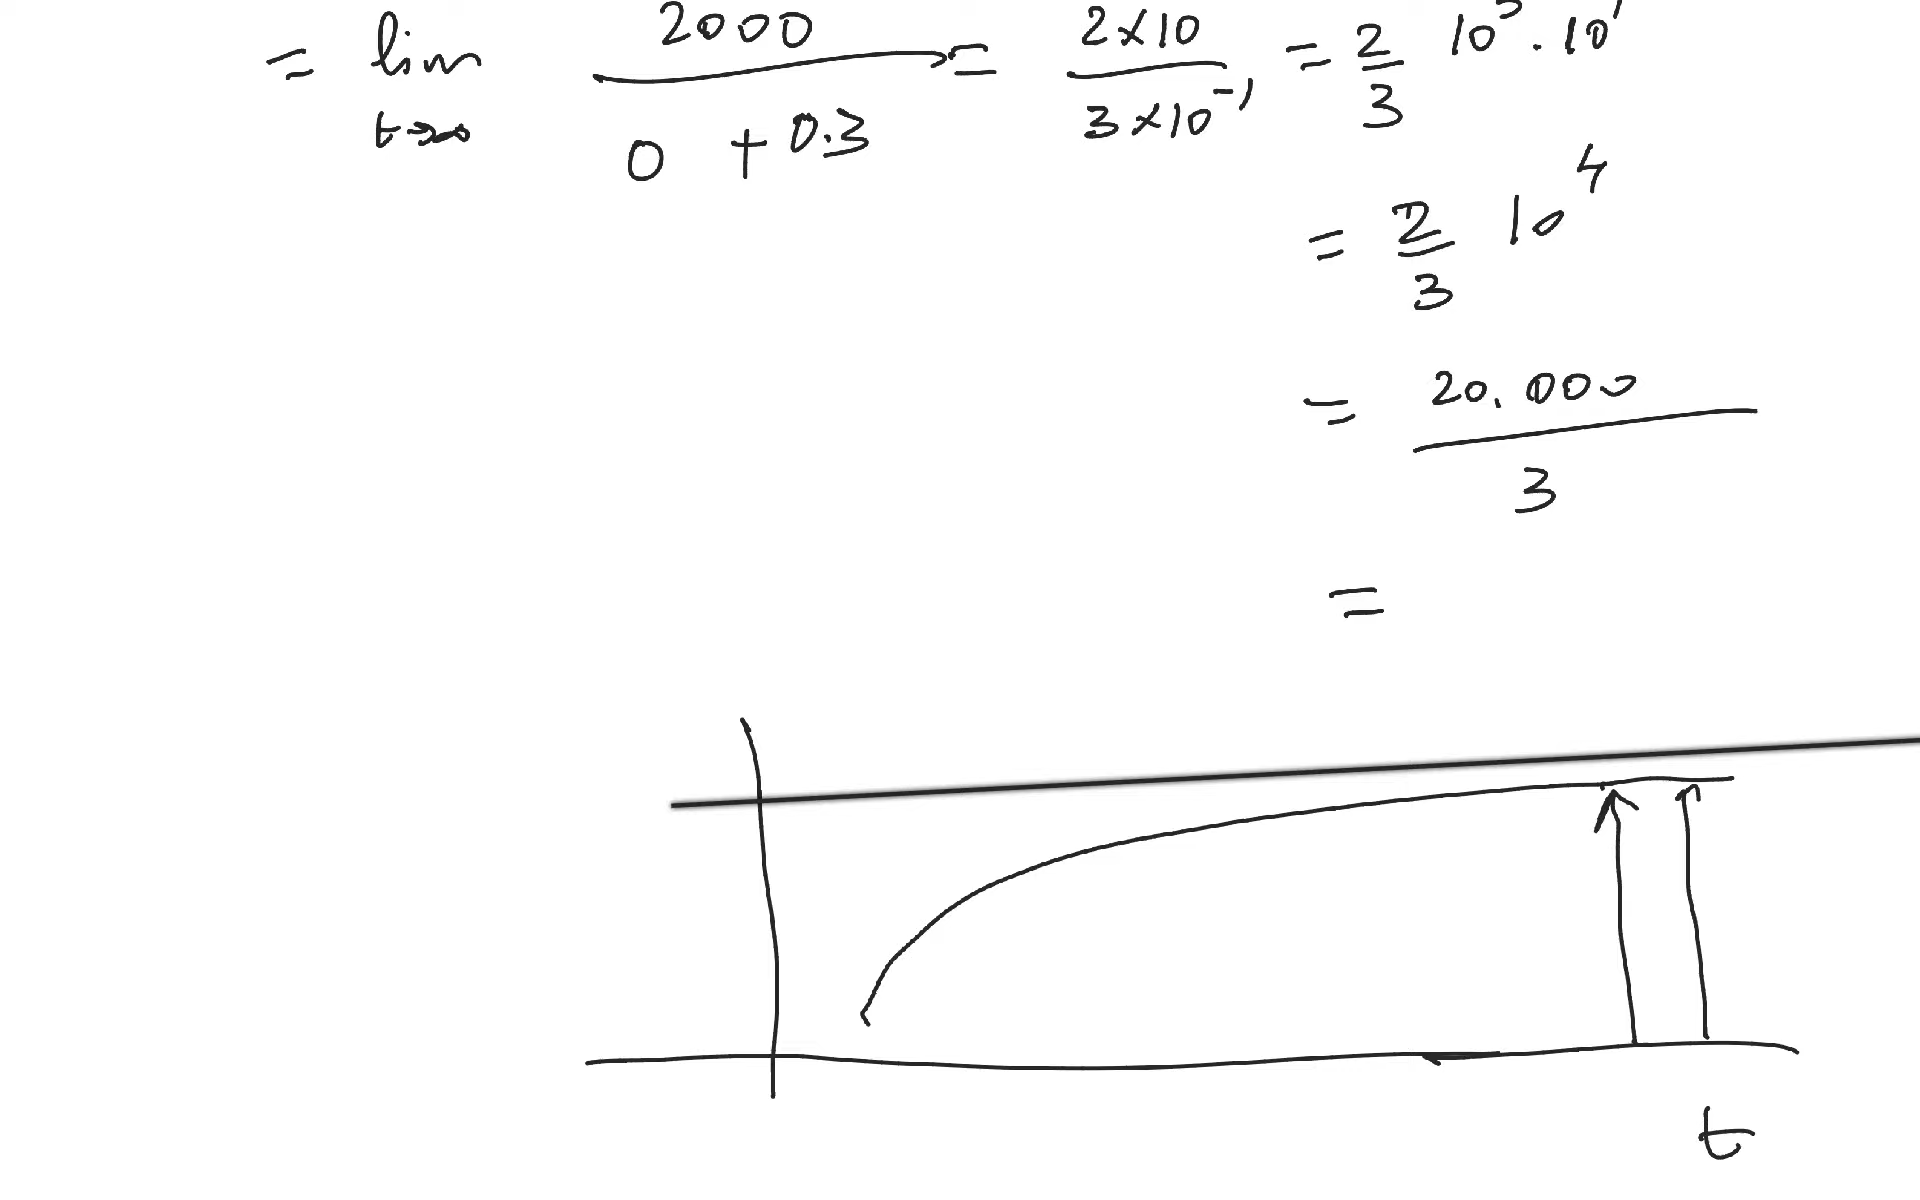 = lim t→∞ 2000 / 0 + 0.3 = 2×10 / 3×10⁻¹ = 2/3 10³ · 10¹
= 2/3 10⁴
= 20.000 / 3
=
t